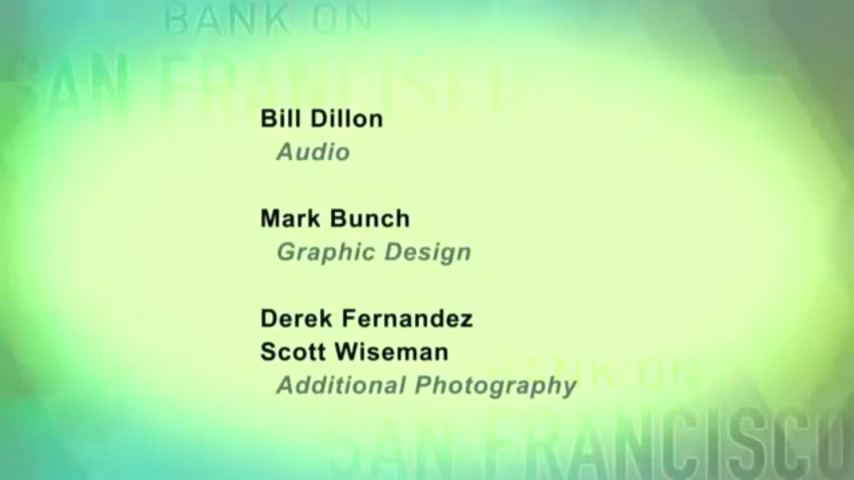 BANK ON
SAN FRANCISCO
Bill Dillon
Audio
Mark Bunch
Graphic Design
Derek Fernandez
Scott Wiseman
Additional Photography
BANK ON
SAN FRANCISCO